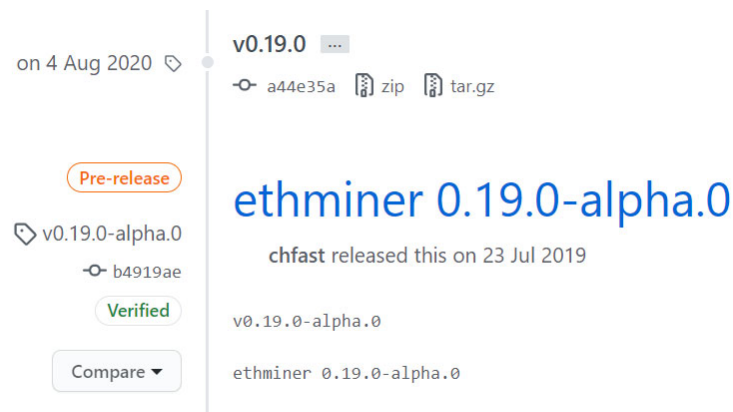 on 4 Aug 2020
v0.19.0 ...
a44e35a zip tar.gz
Pre-release
v0.19.0-alpha.0
b4919ae
Verified
Compare
ethminer 0.19.0-alpha.0
chfast released this on 23 Jul 2019
v0.19.0-alpha.0
ethminer 0.19.0-alpha.0